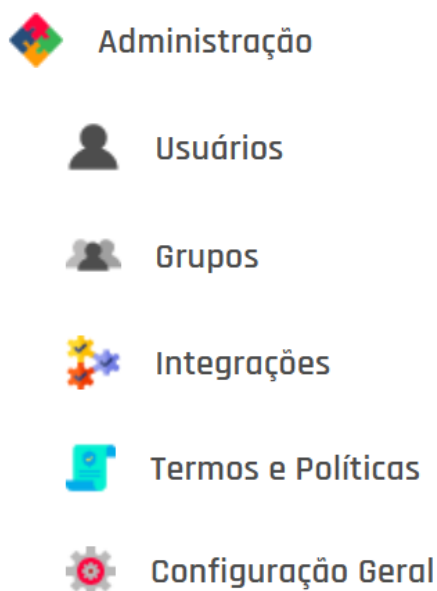 Administração
Usuários
Grupos
Integrações
Termos e Políticas
Configuração Geral